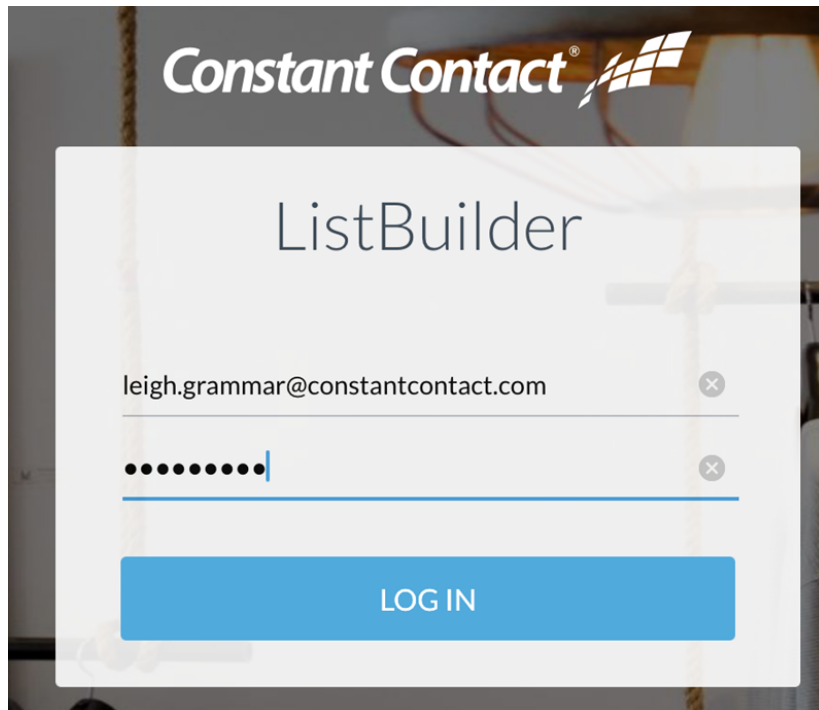 Constant Contact®
ListBuilder
leigh.grammar@constantcontact.com
•••••••••
LOG IN